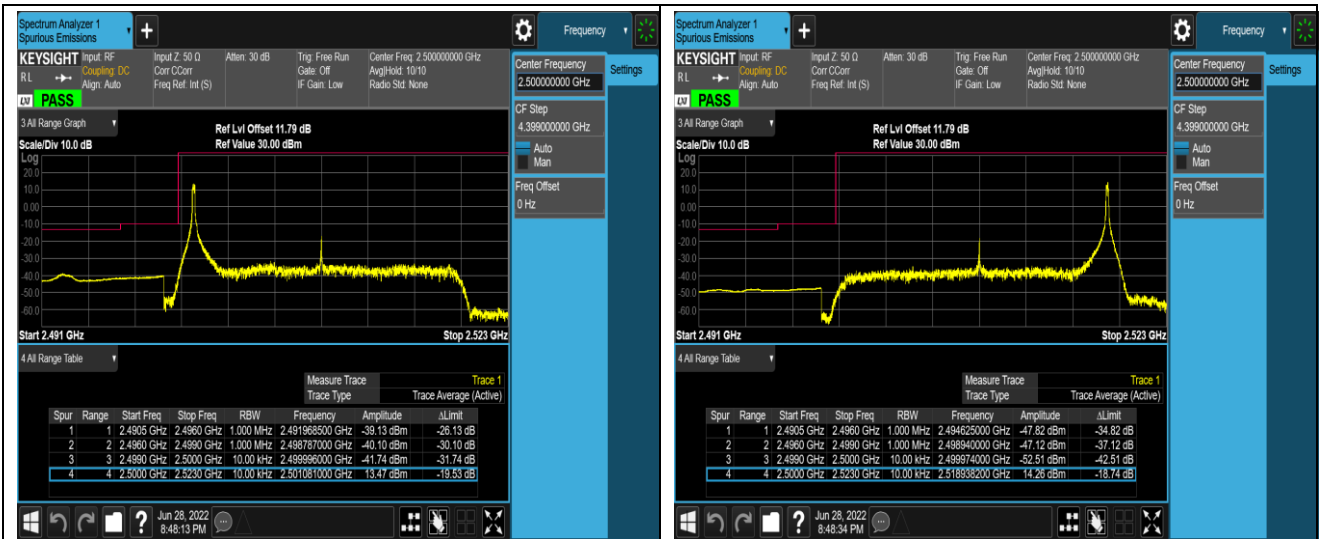 Spectrum Analyzer 1
Spurious Emissions
+
Frequency
KEYSIGHT
RL
PASS
Input: RF
Coupling: DC
Align: Auto
Input Z: 50 Ω
Corr CCorr
Freq Ref: Int (S)
Atten: 30 dB
Trig: Free Run
Gate: Off
IF Gain: Low
Center Freq: 2.500000000 GHz
Avg|Hold: 10/10
Radio Std: None
Center Frequency
2.500000000 GHz
Settings
CF Step
4.399000000 GHz
Auto
Man
Freq Offset
0 Hz
3 All Range Graph
Scale/Div 10.0 dB
Ref Lvl Offset 11.79 dB
Ref Value 30.00 dBm
Log
20.0
10.0
0.00
-10.0
-20.0
-30.0
-40.0
-50.0
-60.0
Start 2.491 GHz
Stop 2.523 GHz
4 All Range Table
Measure Trace Trace 1
Trace Type Trace Average (Active)
Spur Range Start Freq Stop Freq RBW Frequency Amplitude ΔLimit
1 1 2.4905 GHz 2.4960 GHz 1.000 MHz 2.491968500 GHz -39.13 dBm -26.13 dB
2 2 2.4960 GHz 2.4990 GHz 1.000 MHz 2.498787000 GHz -40.10 dBm -30.10 dB
3 3 2.4990 GHz 2.5000 GHz 10.00 kHz 2.499996000 GHz -41.74 dBm -31.74 dB
4 4 2.5000 GHz 2.5230 GHz 10.00 kHz 2.501081000 GHz 13.47 dBm -19.53 dB
?
Jun 28, 2022
8:48:13 PM
Spectrum Analyzer 1
Spurious Emissions
+
Frequency
KEYSIGHT
RL
PASS
Input: RF
Coupling: DC
Align: Auto
Input Z: 50 Ω
Corr CCorr
Freq Ref: Int (S)
Atten: 30 dB
Trig: Free Run
Gate: Off
IF Gain: Low
Center Freq: 2.500000000 GHz
Avg|Hold: 10/10
Radio Std: None
Center Frequency
2.500000000 GHz
Settings
CF Step
4.399000000 GHz
Auto
Man
Freq Offset
0 Hz
3 All Range Graph
Scale/Div 10.0 dB
Ref Lvl Offset 11.79 dB
Ref Value 30.00 dBm
Log
20.0
10.0
0.00
-10.0
-20.0
-30.0
-40.0
-50.0
-60.0
Start 2.491 GHz
Stop 2.523 GHz
4 All Range Table
Measure Trace Trace 1
Trace Type Trace Average (Active)
Spur Range Start Freq Stop Freq RBW Frequency Amplitude ΔLimit
1 1 2.4905 GHz 2.4960 GHz 1.000 MHz 2.494625000 GHz -47.82 dBm -34.82 dB
2 2 2.4960 GHz 2.4990 GHz 1.000 MHz 2.498940000 GHz -47.12 dBm -37.12 dB
3 3 2.4990 GHz 2.5000 GHz 10.00 kHz 2.499974000 GHz -52.51 dBm -42.51 dB
4 4 2.5000 GHz 2.5230 GHz 10.00 kHz 2.518938200 GHz 14.26 dBm -18.74 dB
?
Jun 28, 2022
8:48:34 PM